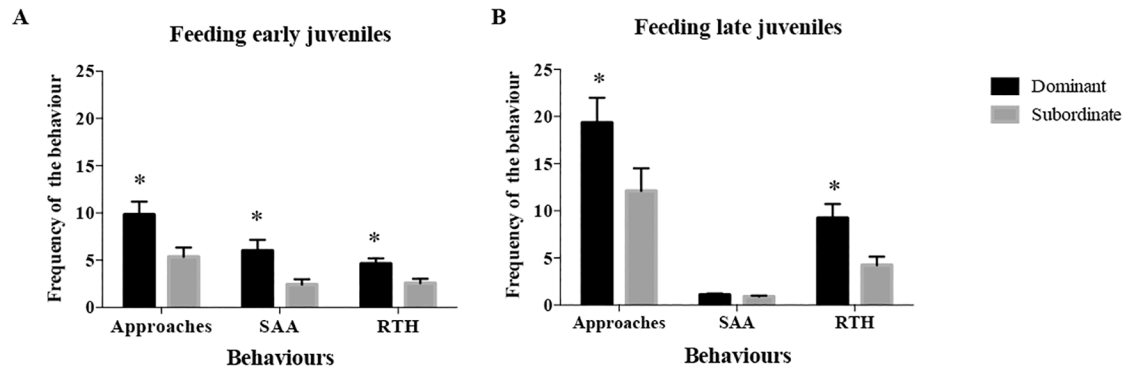 A
Feeding early juveniles
Frequency of the behaviour
25
20
15
10
5
0
*
*
*
Approaches SAA RTH
Behaviours
B
Feeding late juveniles
Frequency of the behaviour
25
20
15
10
5
0
*
*
Approaches SAA RTH
Behaviours
Dominant
Subordinate